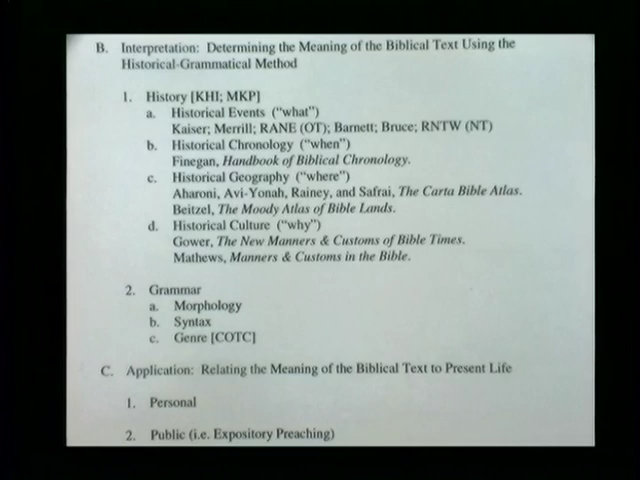 B. Interpretation: Determining the Meaning of the Biblical Text Using the
Historical-Grammatical Method
1. History [KHI; MKP]
a. Historical Events ("what")
Kaiser; Merrill; RANE (OT); Barnett; Bruce; RNTW (NT)
b. Historical Chronology ("when")
Finegan, Handbook of Biblical Chronology.
c. Historical Geography ("where")
Aharoni, Avi-Yonah, Rainey, and Safrai, The Carta Bible Atlas.
Beitzel, The Moody Atlas of Bible Lands.
d. Historical Culture ("why")
Gower, The New Manners & Customs of Bible Times.
Mathews, Manners & Customs in the Bible.
2. Grammar
a. Morphology
b. Syntax
c. Genre [COTC]
C. Application: Relating the Meaning of the Biblical Text to Present Life
1. Personal
2. Public (i.e. Expository Preaching)